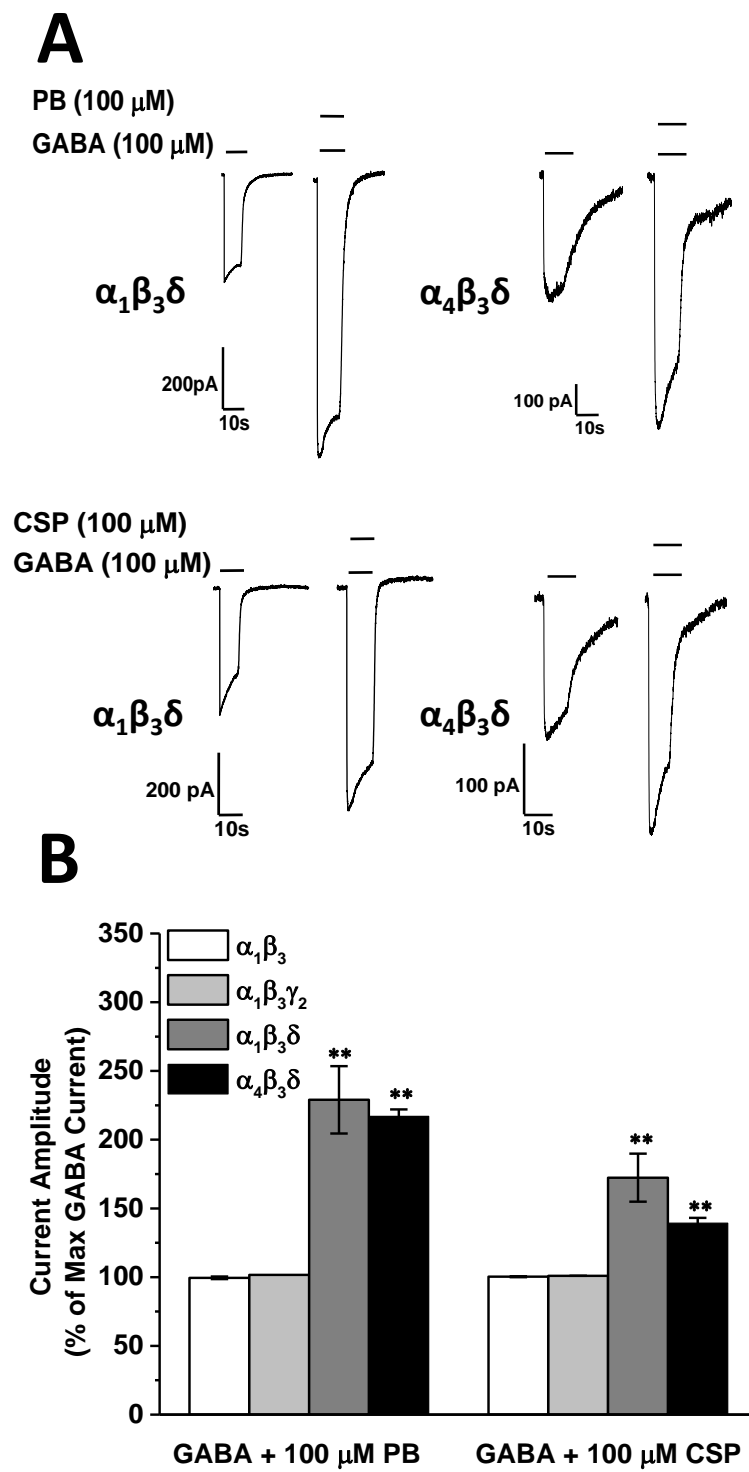 A
PB (100 μM)
GABA (100 μM)
α1β3δ
α4β3δ
200pA
10s
100 pA
10s
CSP (100 μM)
GABA (100 μM)
α1β3δ
α4β3δ
200 pA
10s
100 pA
10s
B
Current Amplitude
(% of Max GABA Current)
350
300
250
200
150
100
50
0
α1β3
α1β3γ2
α1β3δ
α4β3δ
**
**
**
**
GABA + 100 μM PB
GABA + 100 μM CSP